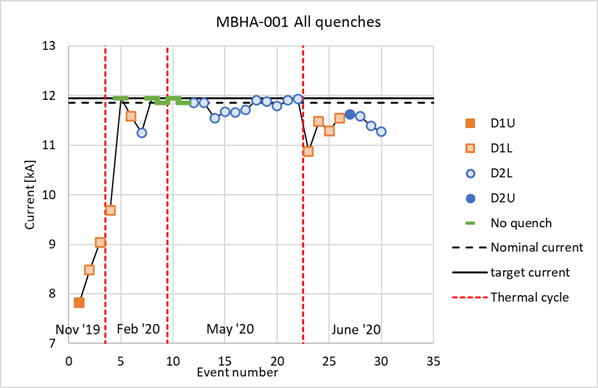 MBHA-001 All quenches
13
12
11
10
9
8
7
Current [kA]
Nov '19
Feb '20
May '20
June '20
0
5
10
15
20
25
30
35
Event number
D1U
D1L
D2L
D2U
No quench
Nominal current
target current
Thermal cycle